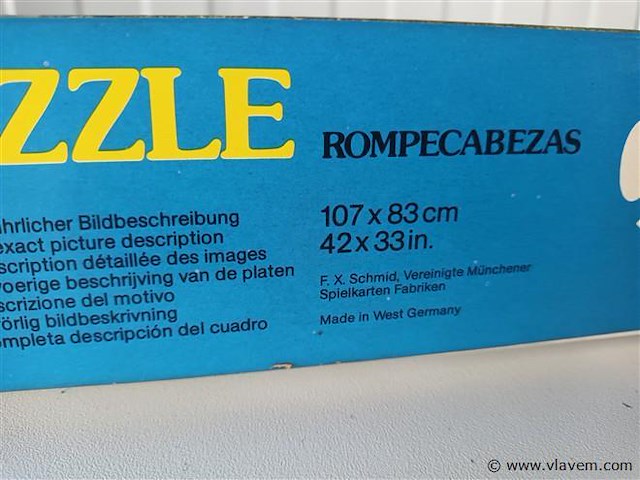 ZZLE
ROMPECABEZAS
ührlicher Bildbeschreibung
exact picture description
scription détaillée des images
voerige beschrijving van de platen
scrizione del motivo
förlig bildbeskrivning
mpleta descripción del cuadro
107 x 83 cm
42 x 33 in.
F. X. Schmid, Vereinigte Münchener
Spielkarten Fabriken
Made in West Germany
© www.vlavem.com